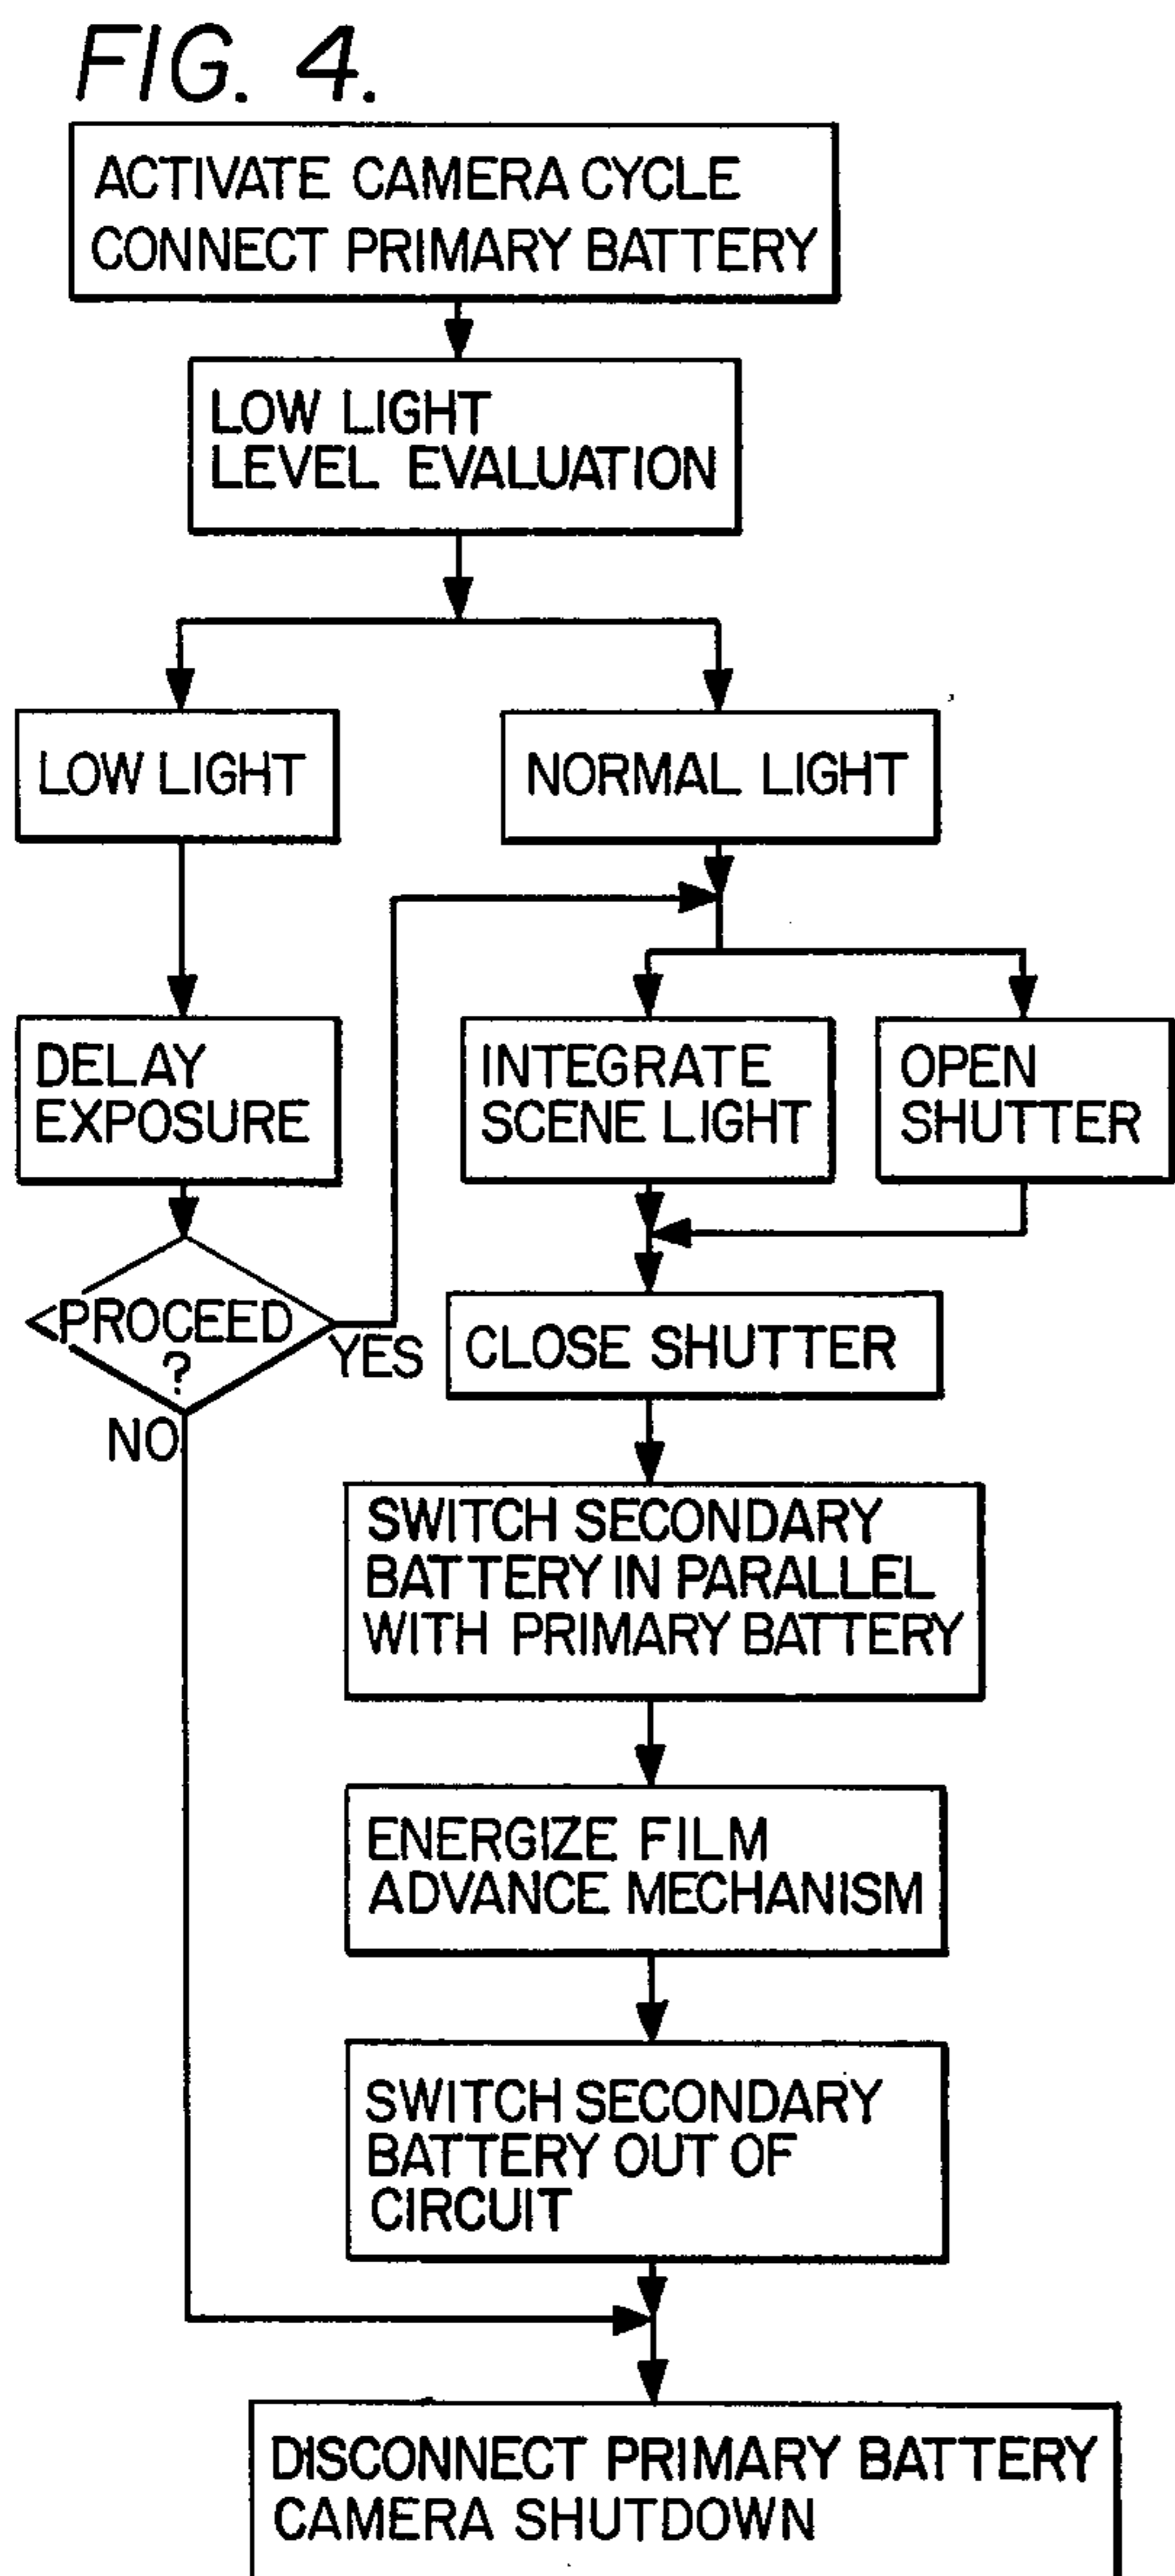 FIG. 4.
ACTIVATE CAMERA CYCLE
CONNECT PRIMARY BATTERY
LOW LIGHT
LEVEL EVALUATION
LOW LIGHT
NORMAL LIGHT
DELAY
EXPOSURE
INTEGRATE
SCENE LIGHT
OPEN
SHUTTER
PROCEED
?
YES
NO
CLOSE SHUTTER
SWITCH SECONDARY
BATTERY IN PARALLEL
WITH PRIMARY BATTERY
ENERGIZE FILM
ADVANCE MECHANISM
SWITCH SECONDARY
BATTERY OUT OF
CIRCUIT
DISCONNECT PRIMARY BATTERY
CAMERA SHUTDOWN